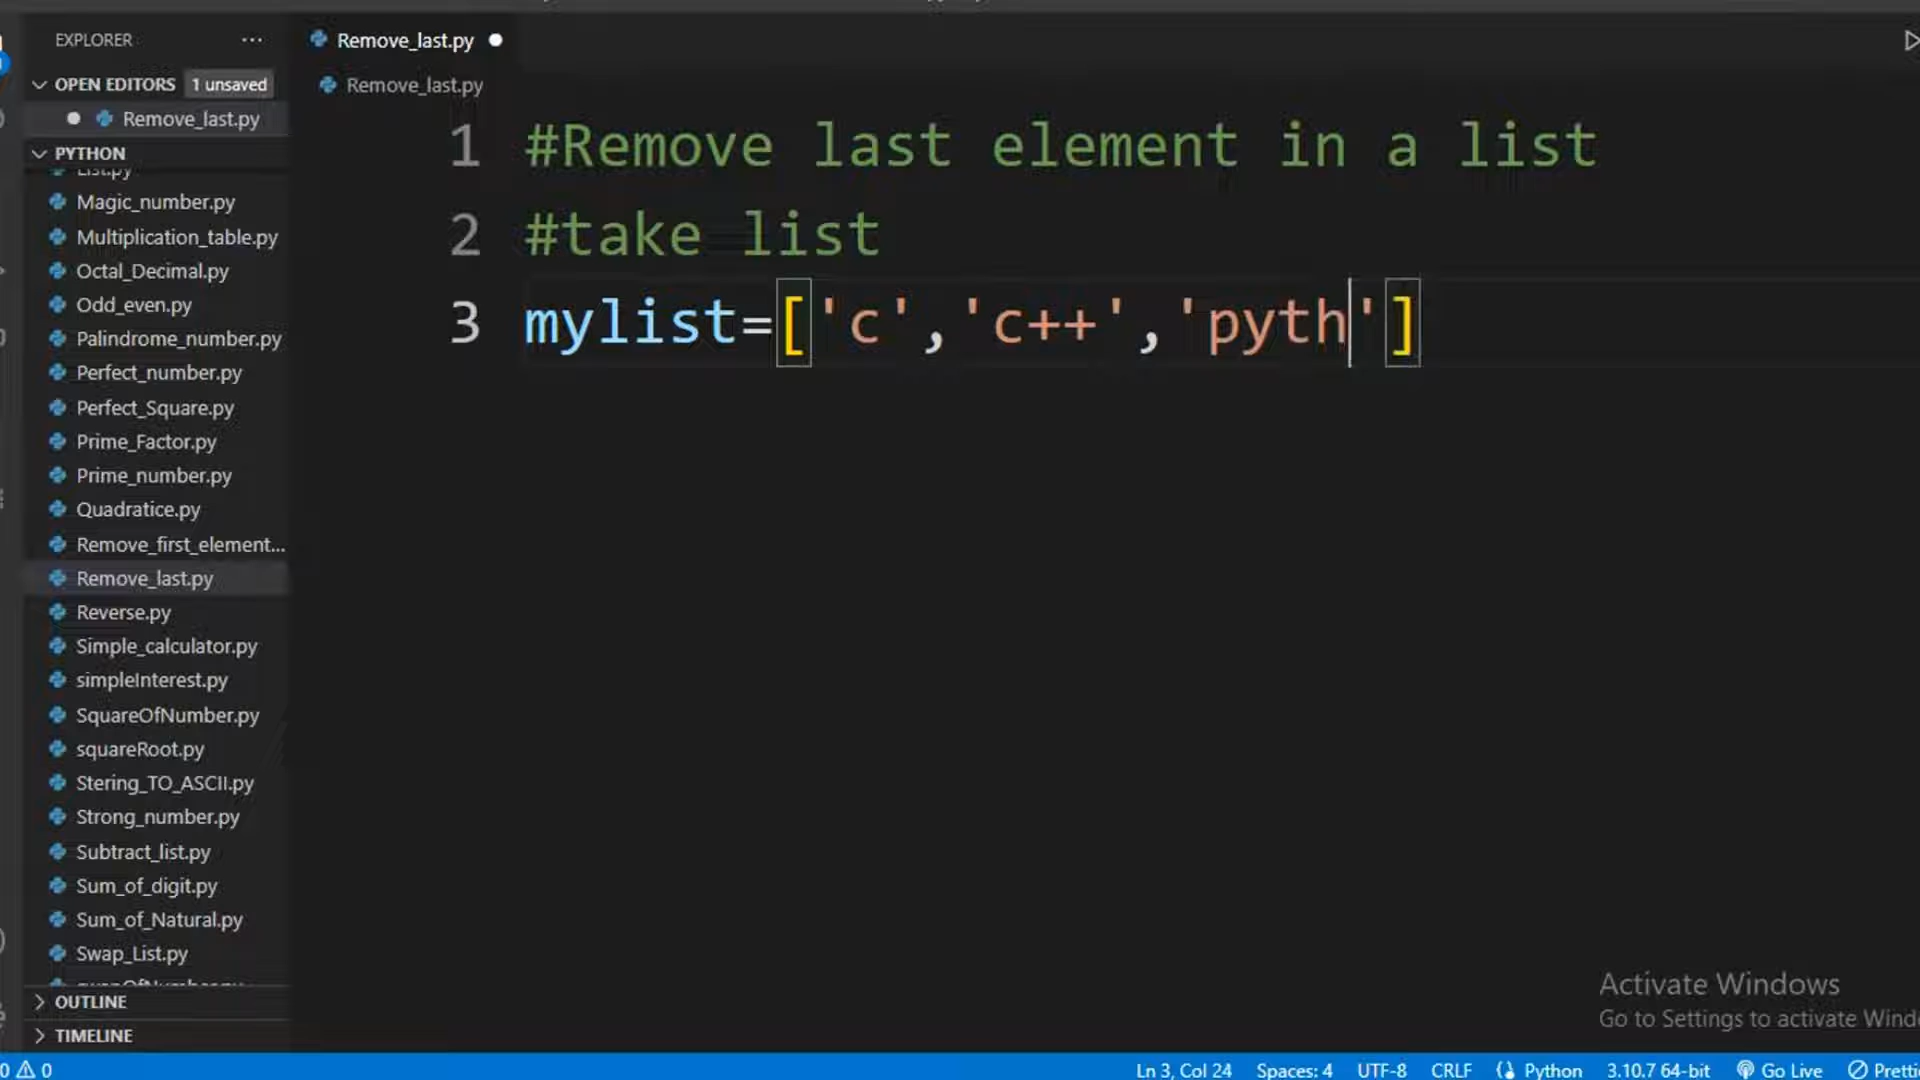 EXPLORER ...
OPEN EDITORS 1 unsaved
Remove_last.py
PYTHON
List.py
Magic_number.py
Multiplication_table.py
Octal_Decimal.py
Odd_even.py
Palindrome_number.py
Perfect_number.py
Perfect_Square.py
Prime_Factor.py
Prime_number.py
Quadratice.py
Remove_first_element...
Remove_last.py
Reverse.py
Simple_calculator.py
simpleInterest.py
SquareOfNumber.py
squareRoot.py
Stering_TO_ASCII.py
Strong_number.py
Subtract_list.py
Sum_of_digit.py
Sum_of_Natural.py
Swap_List.py
OUTLINE
TIMELINE
Remove_last.py
Remove_last.py
1 #Remove last element in a list
2 #take list
3 mylist=['c','c++','pyth']
Activate Windows
Go to Settings to activate Wind
0 0 Ln 3, Col 24 Spaces: 4 UTF-8 CRLF Python 3.10.7 64-bit Go Live Pretti